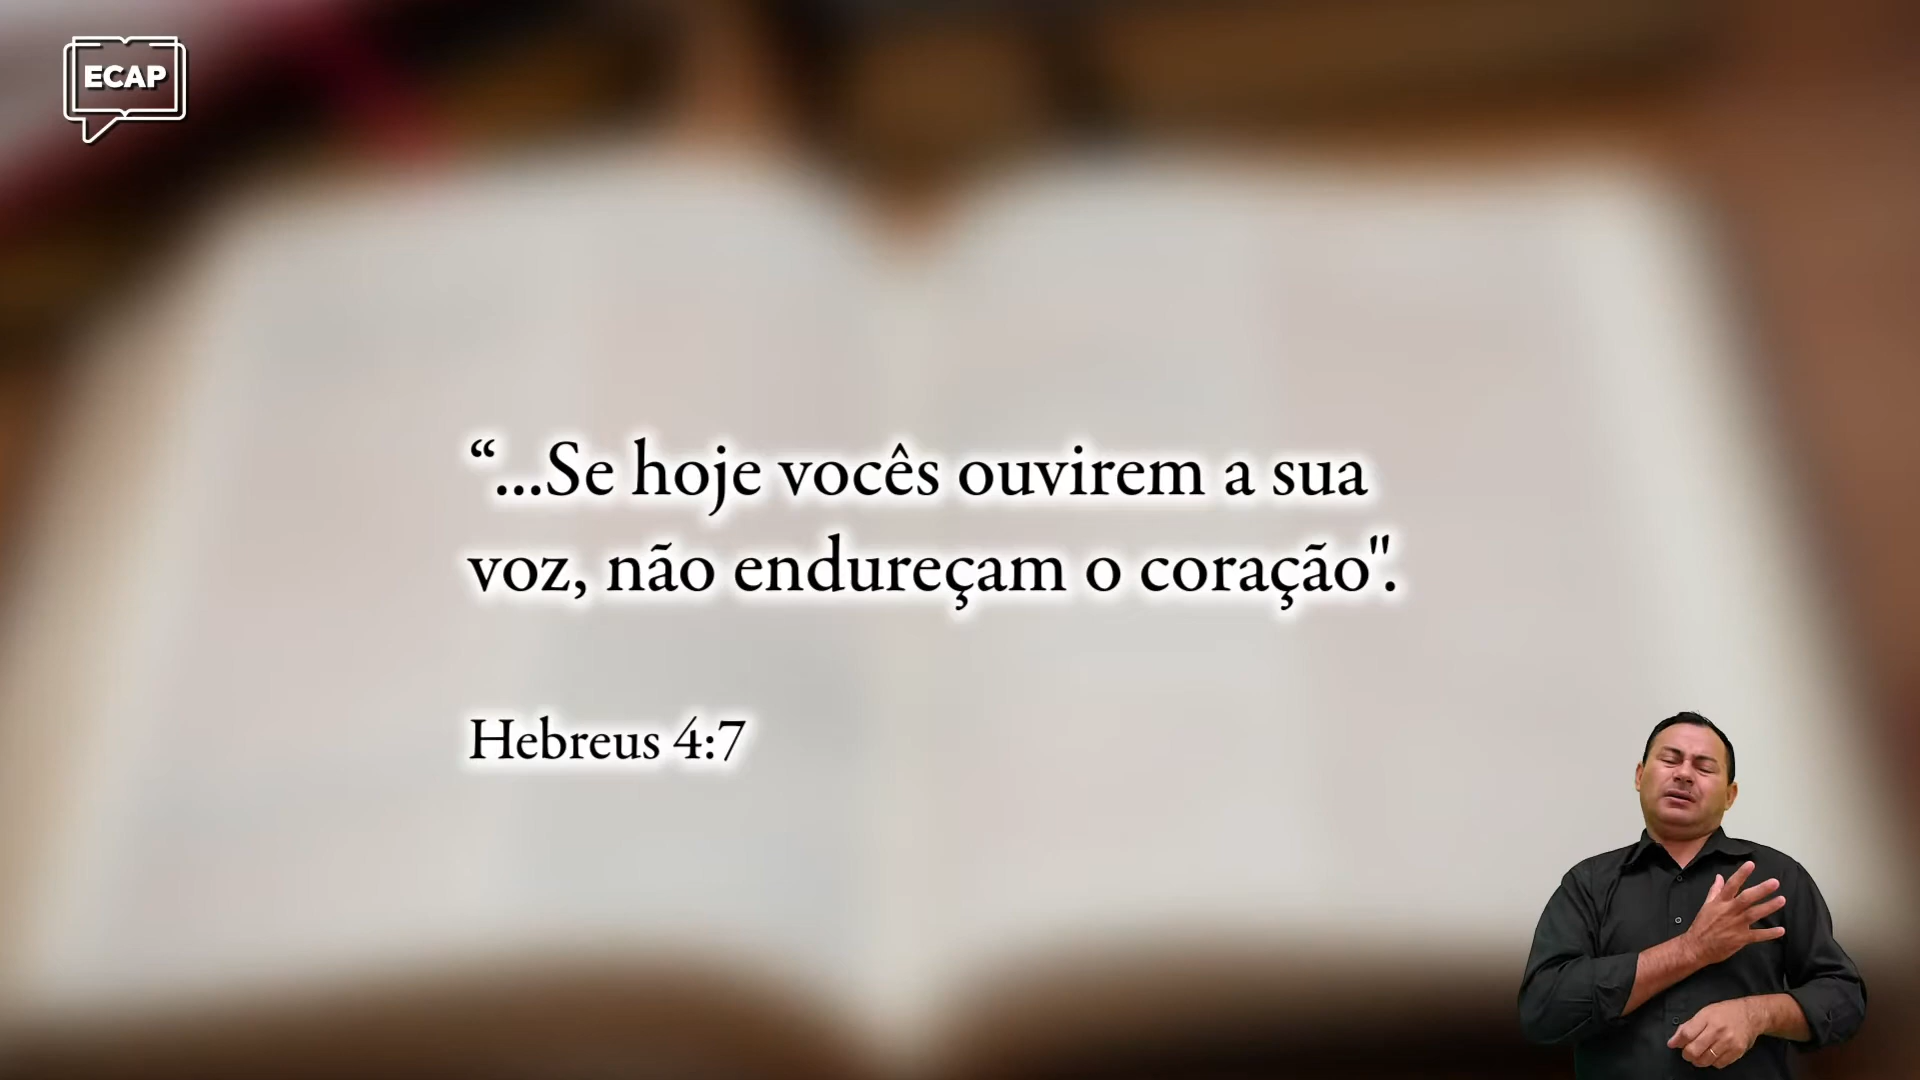 ECAP
“...Se hoje vocês ouvirem a sua
voz, não endureçam o coração".
Hebreus 4:7